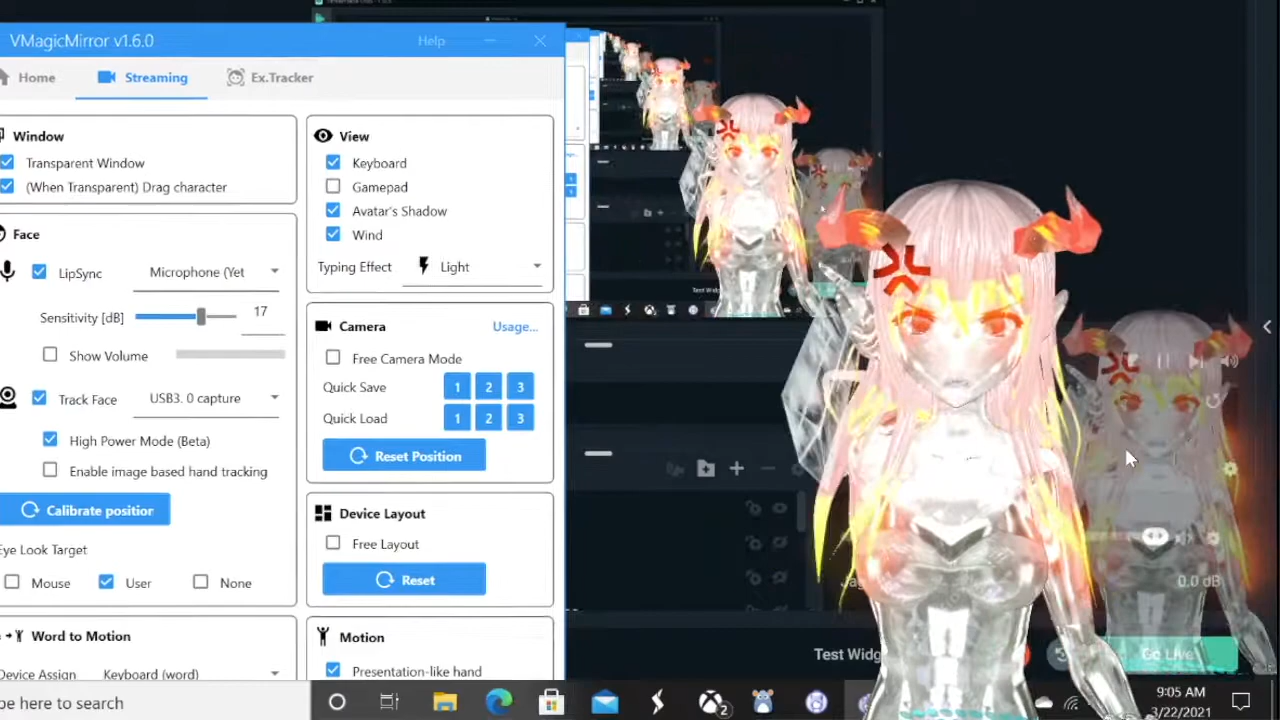 VMagicMirror v1.6.0
Help
Home
Streaming
Ex.Tracker
Window
Transparent Window
(When Transparent) Drag character
Face
LipSync
Microphone (Yet
Sensitivity [dB]
17
Show Volume
Track Face
USB3. 0 capture
High Power Mode (Beta)
Enable image based hand tracking
Calibrate position
Eye Look Target
Mouse
User
None
Word to Motion
Device Assign
Keyboard (word)
View
Keyboard
Gamepad
Avatar's Shadow
Wind
Typing Effect
Light
Camera
Usage...
Free Camera Mode
Quick Save
1
2
3
Quick Load
1
2
3
Reset Position
Device Layout
Free Layout
Reset
Motion
Presentation-like hand
0.0 dB
Test Widg
Go Live
pe here to search
2
9:05 AM
3/22/2021